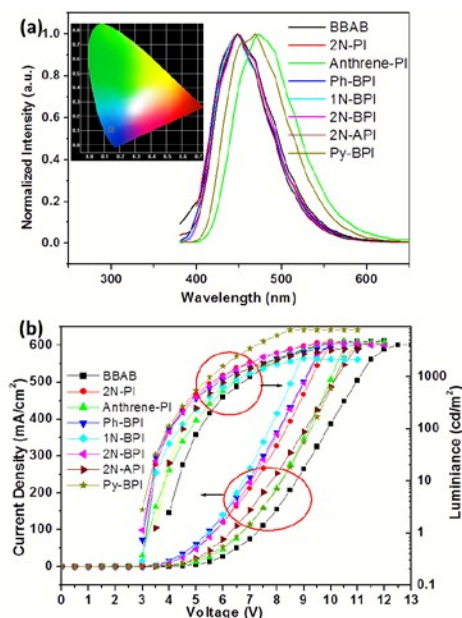 (a)
BBAB
2N-PI
Anthrene-PI
Ph-BPI
1N-BPI
2N-BPI
2N-API
Py-BPI
Normalized Intensity (a.u.)
1.0
0.8
0.6
0.4
0.2
0.0
300
400
500
600
Wavelength (nm)
(b)
BBAB
2N-PI
Anthrene-PI
Ph-BPI
1N-BPI
2N-BPI
2N-API
Py-BPI
Current Density (mA/cm²)
600
500
400
300
200
100
0
Luminiance (cd/m²)
1000
100
10
1
0.1
0 1 2 3 4 5 6 7 8 9 10 11 12 13
Voltage (V)